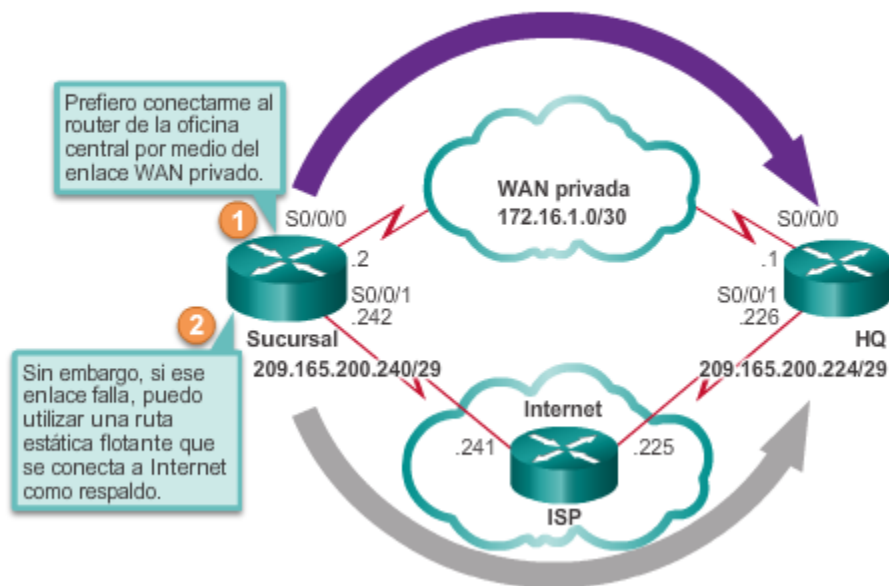 Prefiero conectarme al
router de la oficina
central por medio del
enlace WAN privado.
1
S0/0/0
WAN privada
172.16.1.0/30
S0/0/0
.2
.1
S0/0/1
.242
S0/0/1
.226
2
Sucursal
HQ
209.165.200.240/29
209.165.200.224/29
Sin embargo, si ese
enlace falla, puedo
utilizar una ruta
estática flotante que
se conecta a Internet
como respaldo.
Internet
.241
.225
ISP